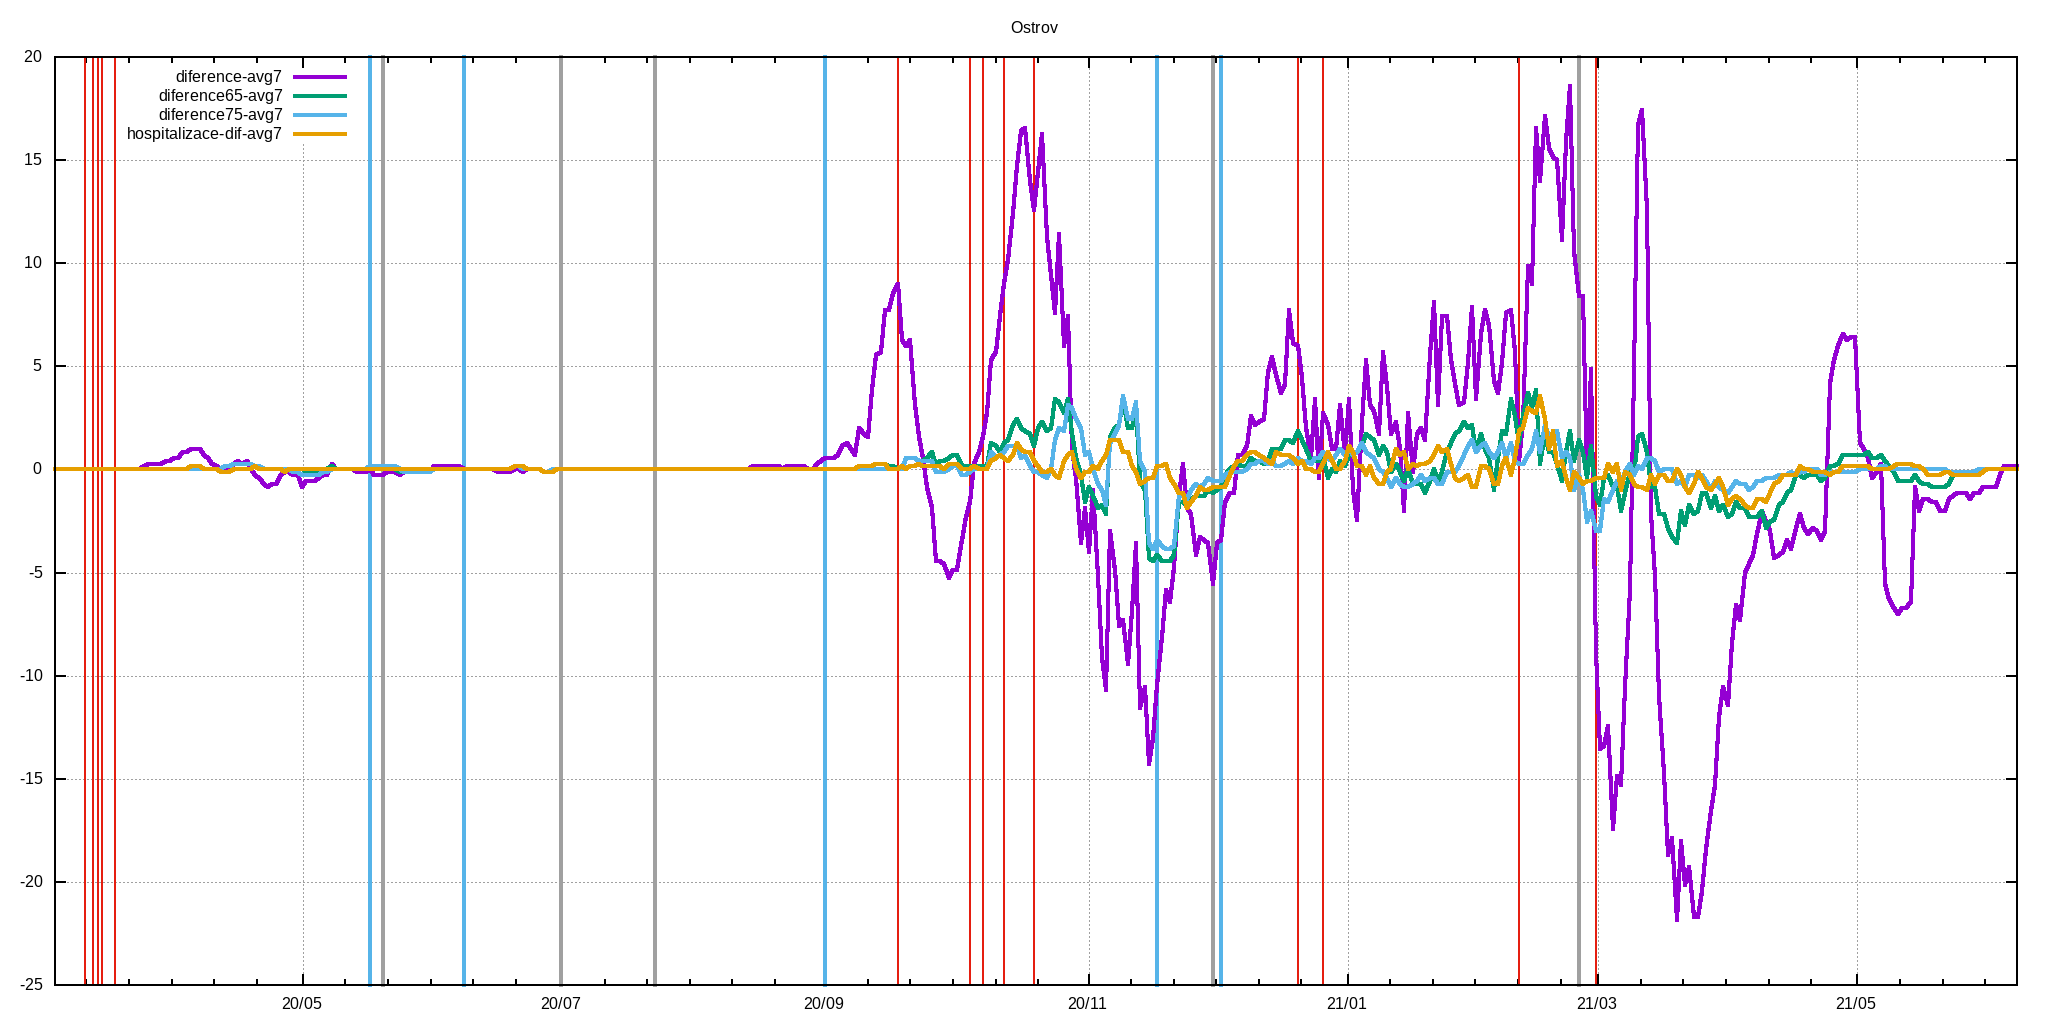 Ostrov
diference-avg7
diference65-avg7
diference75-avg7
hospitalizace-dif-avg7
20
15
10
5
0
-5
-10
-15
-20
-25
20/05 20/07 20/09 20/11 21/01 21/03 21/05